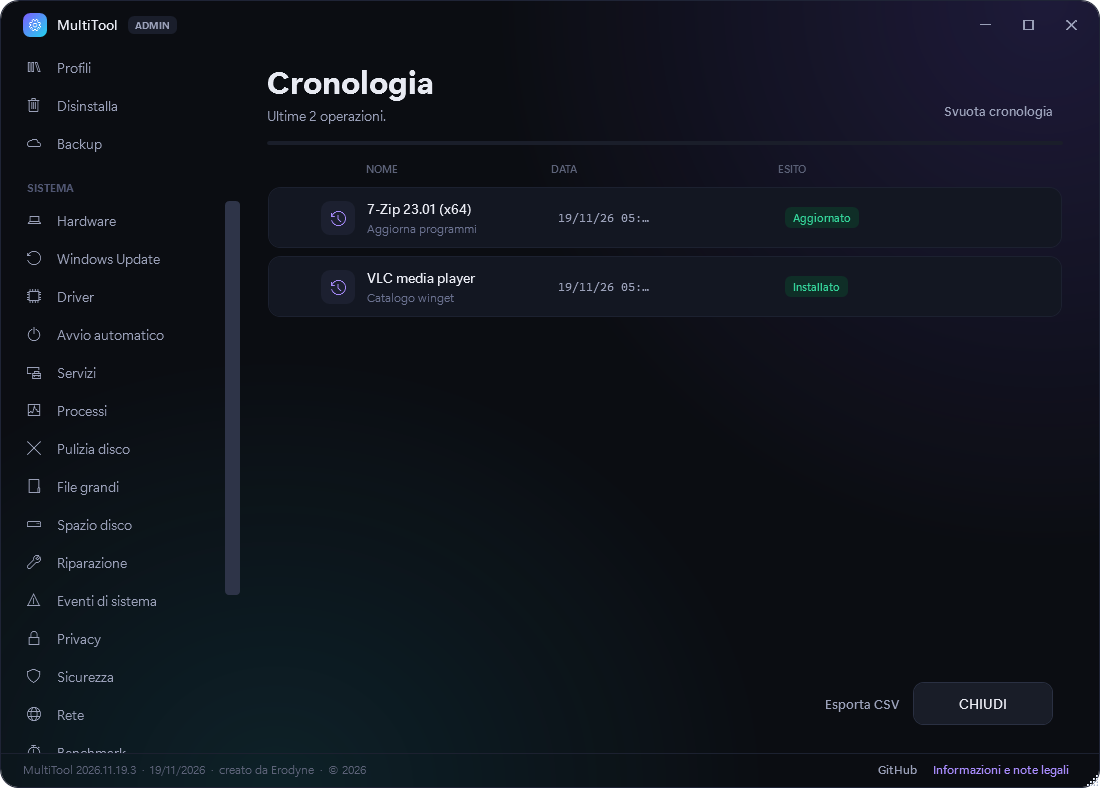 MultiTool ADMIN
Profili
Disinstalla
Backup
SISTEMA
Hardware
Windows Update
Driver
Avvio automatico
Servizi
Processi
Pulizia disco
File grandi
Spazio disco
Riparazione
Eventi di sistema
Privacy
Sicurezza
Rete
Benchmark
Cronologia
Ultime 2 operazioni.
Svuota cronologia
NOME DATA ESITO
7-Zip 23.01 (x64)
Aggiorna programmi
19/11/26 05:…
Aggiornato
VLC media player
Catalogo winget
19/11/26 05:…
Installato
Esporta CSV CHIUDI
MultiTool 2026.11.19.3 · 19/11/2026 · creato da Erodyne · © 2026
GitHub Informazioni e note legali